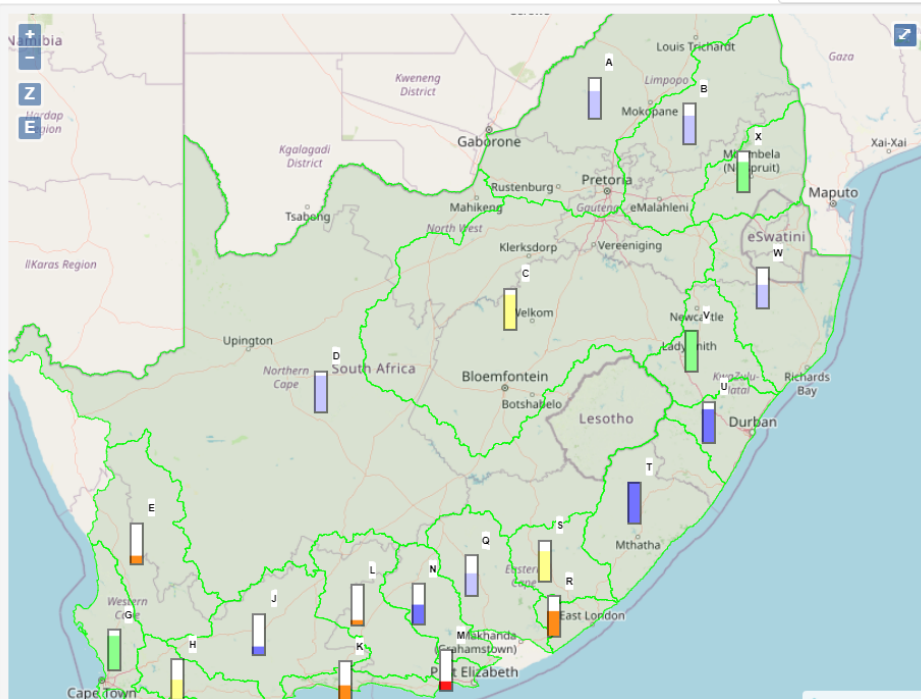 +
Namibia
−
Louis Trichardt
Gaza
A
Kweneng
District
Limpopo
B
Z
Mokopane
Hardap
Region
E
X
Gaborone
Xai-Xai
Kgalagadi
District
Pretoria
Rustenburg
Maputo
Mahikeng
Gauteng
eMalahleni
Tsabong
North West
eSwatini
Klerksdorp
Vereeniging
W
IIKaras Region
C
Welkom
Newcastle
V
Upington
Ladysmith
D
South Africa
Northern
Cape
Bloemfontein
KwaZulu-
Natal
Richards
Bay
U
Botshabelo
Lesotho
Durban
T
E
S
Mthatha
Q
L
N
Eastern
Cape
R
Western
Cape
J
G
East London
M
Makhanda
(Grahamstown)
H
K
Port Elizabeth
Cape Town